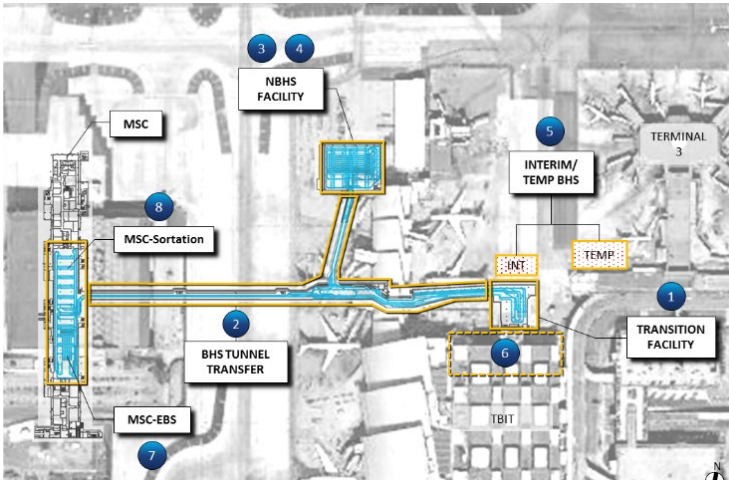 3
4
NBHS
FACILITY
MSC
5
TERMINAL
3
INTERIM/
TEMP BHS
8
MSC-Sortation
INT
TEMP
1
2
TRANSITION
FACILITY
BHS TUNNEL
TRANSFER
6
MSC-EBS
TBIT
7
N